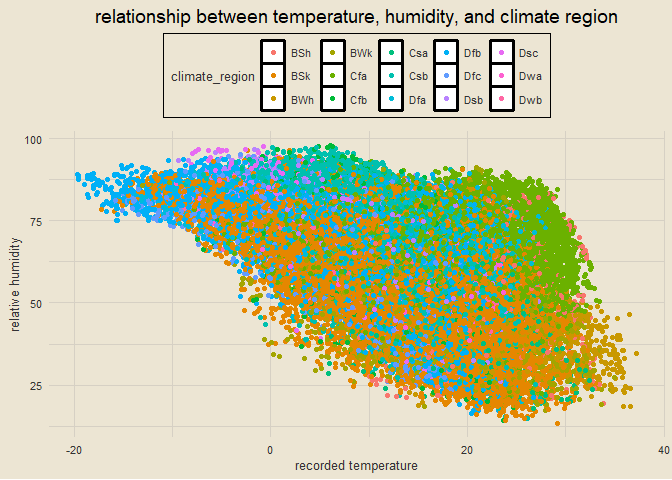 relationship between temperature, humidity, and climate region
climate_region
BSh BWk Csa Dfb Dsc
BSk Cfa Csb Dfc Dwa
BWh Cfb Dfa Dsb Dwb
100
75
50
25
relative humidity
-20 0 20 40
recorded temperature